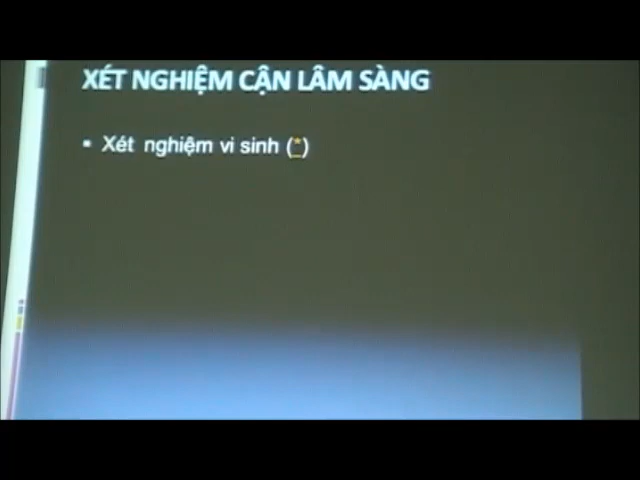 XÉT NGHIỆM CẬN LÂM SÀNG
▪ Xét nghiệm vi sinh (*)